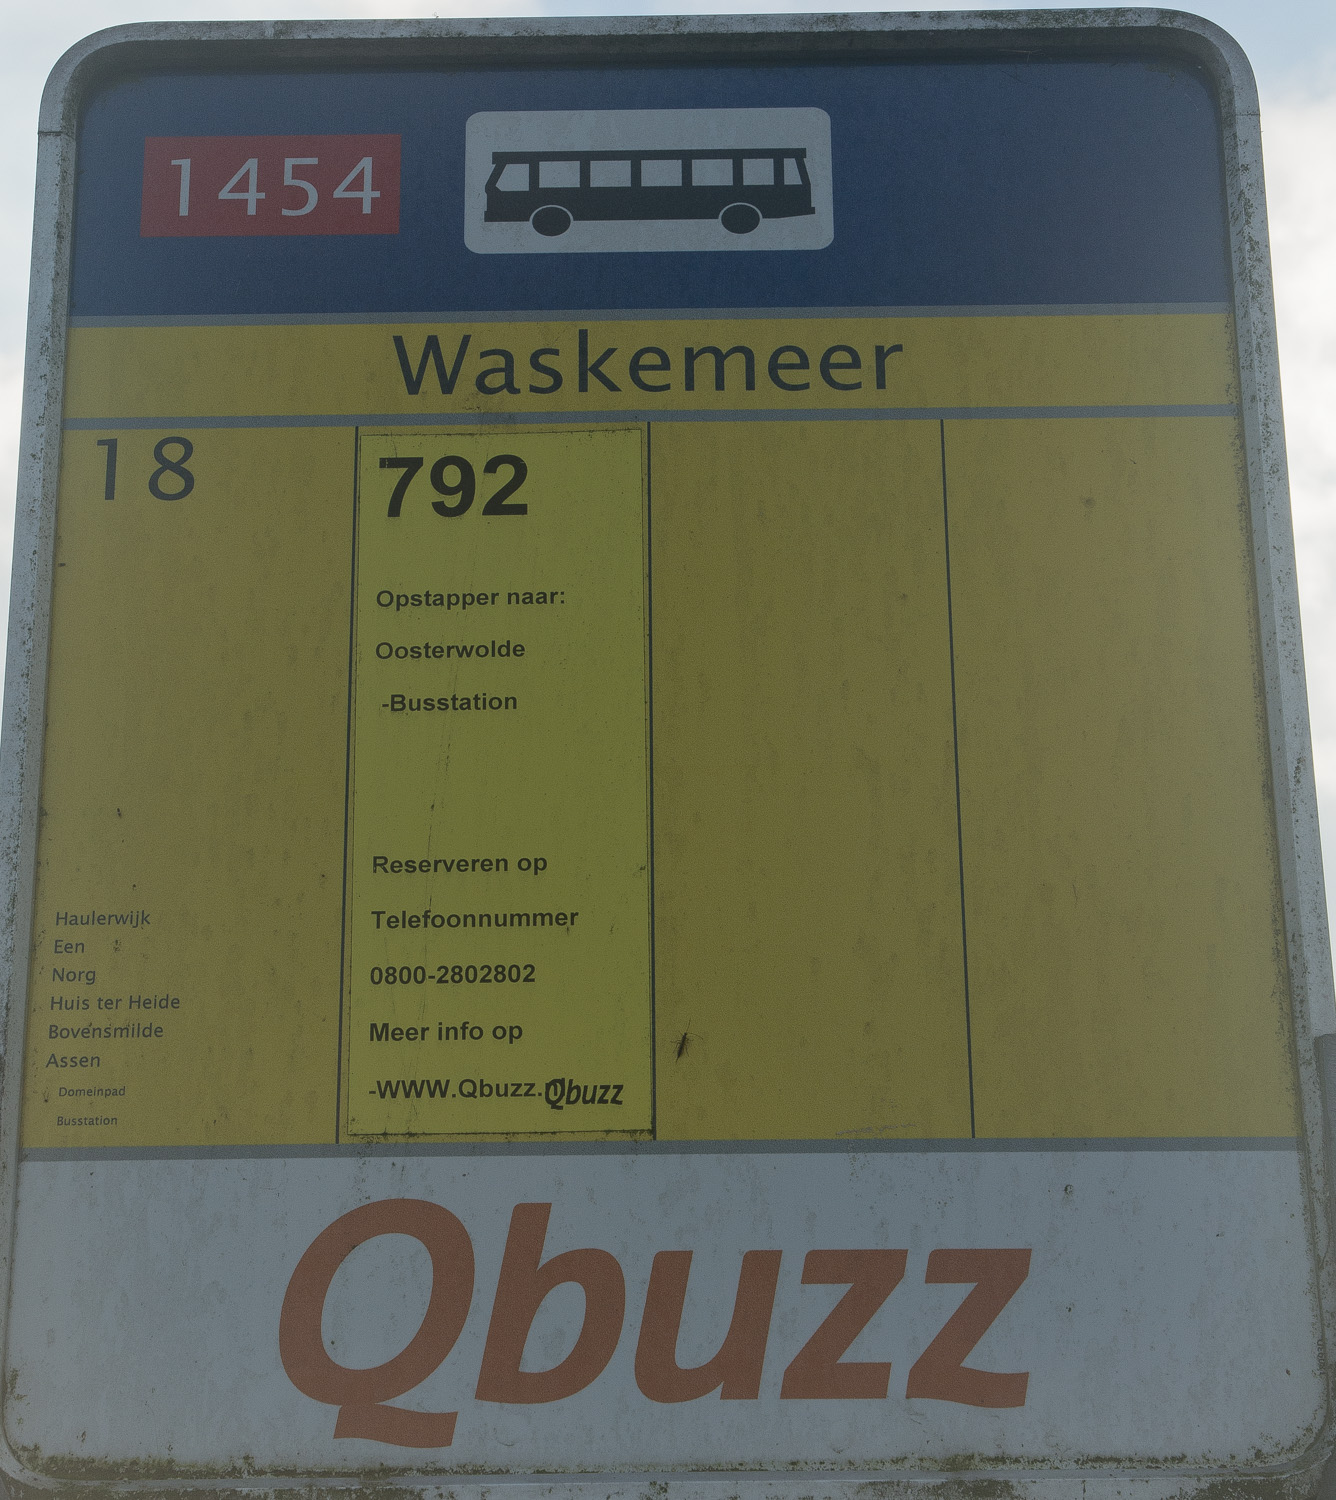 1454
Waskemeer
18
Haulerwijk
Een
Norg
Huis ter Heide
Bovensmilde
Assen
Domeinpad
Busstation
792
Opstapper naar:
Oosterwolde
-Busstation
Reserveren op
Telefoonnummer
0800-2802802
Meer info op
-WWW.Qbuzz.
Qbuzz
Qbuzz